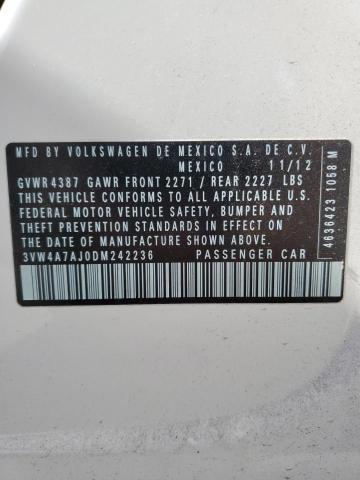 MFD BY VOLKSWAGEN DE MEXICO S.A. DE C.V.
MEXICO 11/12
GVWR 4387 GAWR FRONT 2271 / REAR 2227 LBS
THIS VEHICLE CONFORMS TO ALL APPLICABLE U.S.
FEDERAL MOTOR VEHICLE SAFETY, BUMPER AND
THEFT PREVENTION STANDARDS IN EFFECT ON
THE DATE OF MANUFACTURE SHOWN ABOVE.
3VW4A7AJ0DM242236 PASSENGER CAR
4636423 1058 M